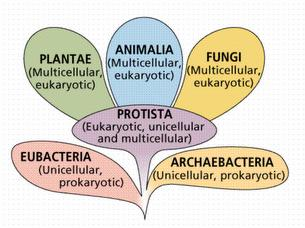 PLANTAE
(Multicellular,
eukaryotic)
ANIMALIA
(Multicellular,
eukaryotic)
FUNGI
(Multicellular,
eukaryotic)
PROTISTA
(Eukaryotic, unicellular
and multicellular)
EUBACTERIA
(Unicellular,
prokaryotic)
ARCHAEBACTERIA
(Unicellular, prokaryotic)